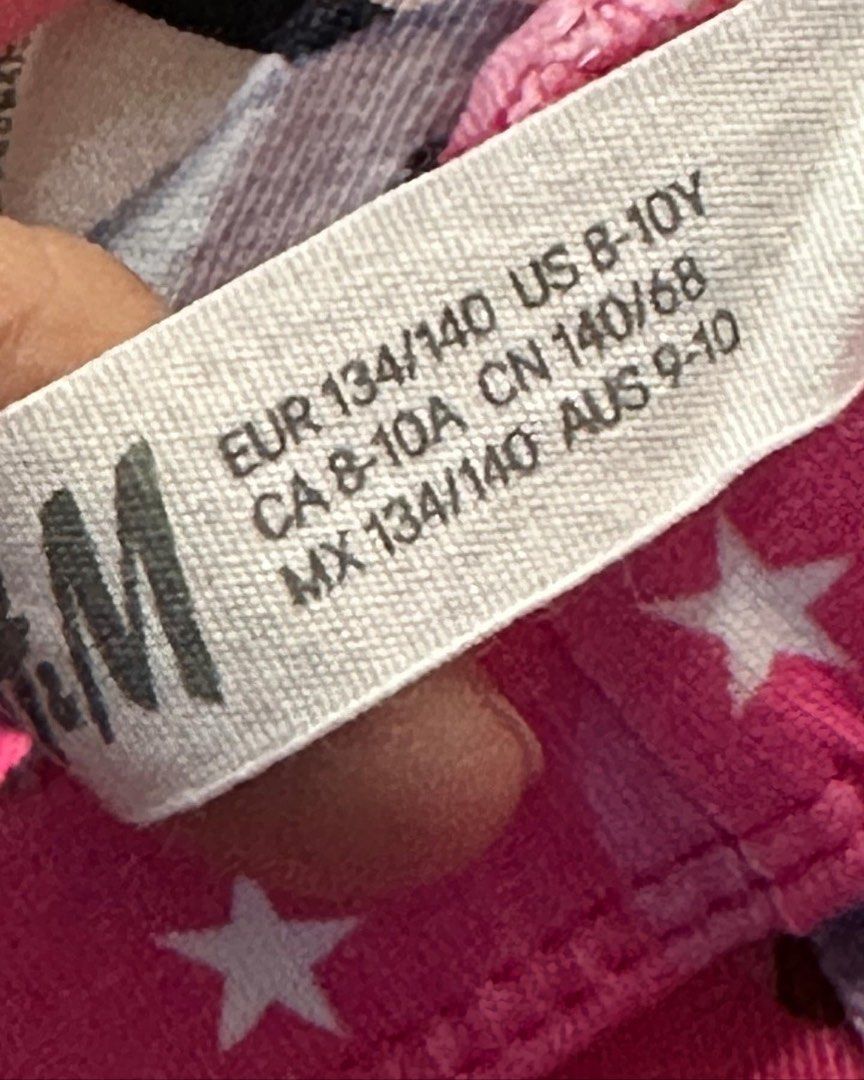 H&M
EUR 134/140 US 8-10Y
CA 8-10A CN 140/68
MX 134/140 AUS 9-10